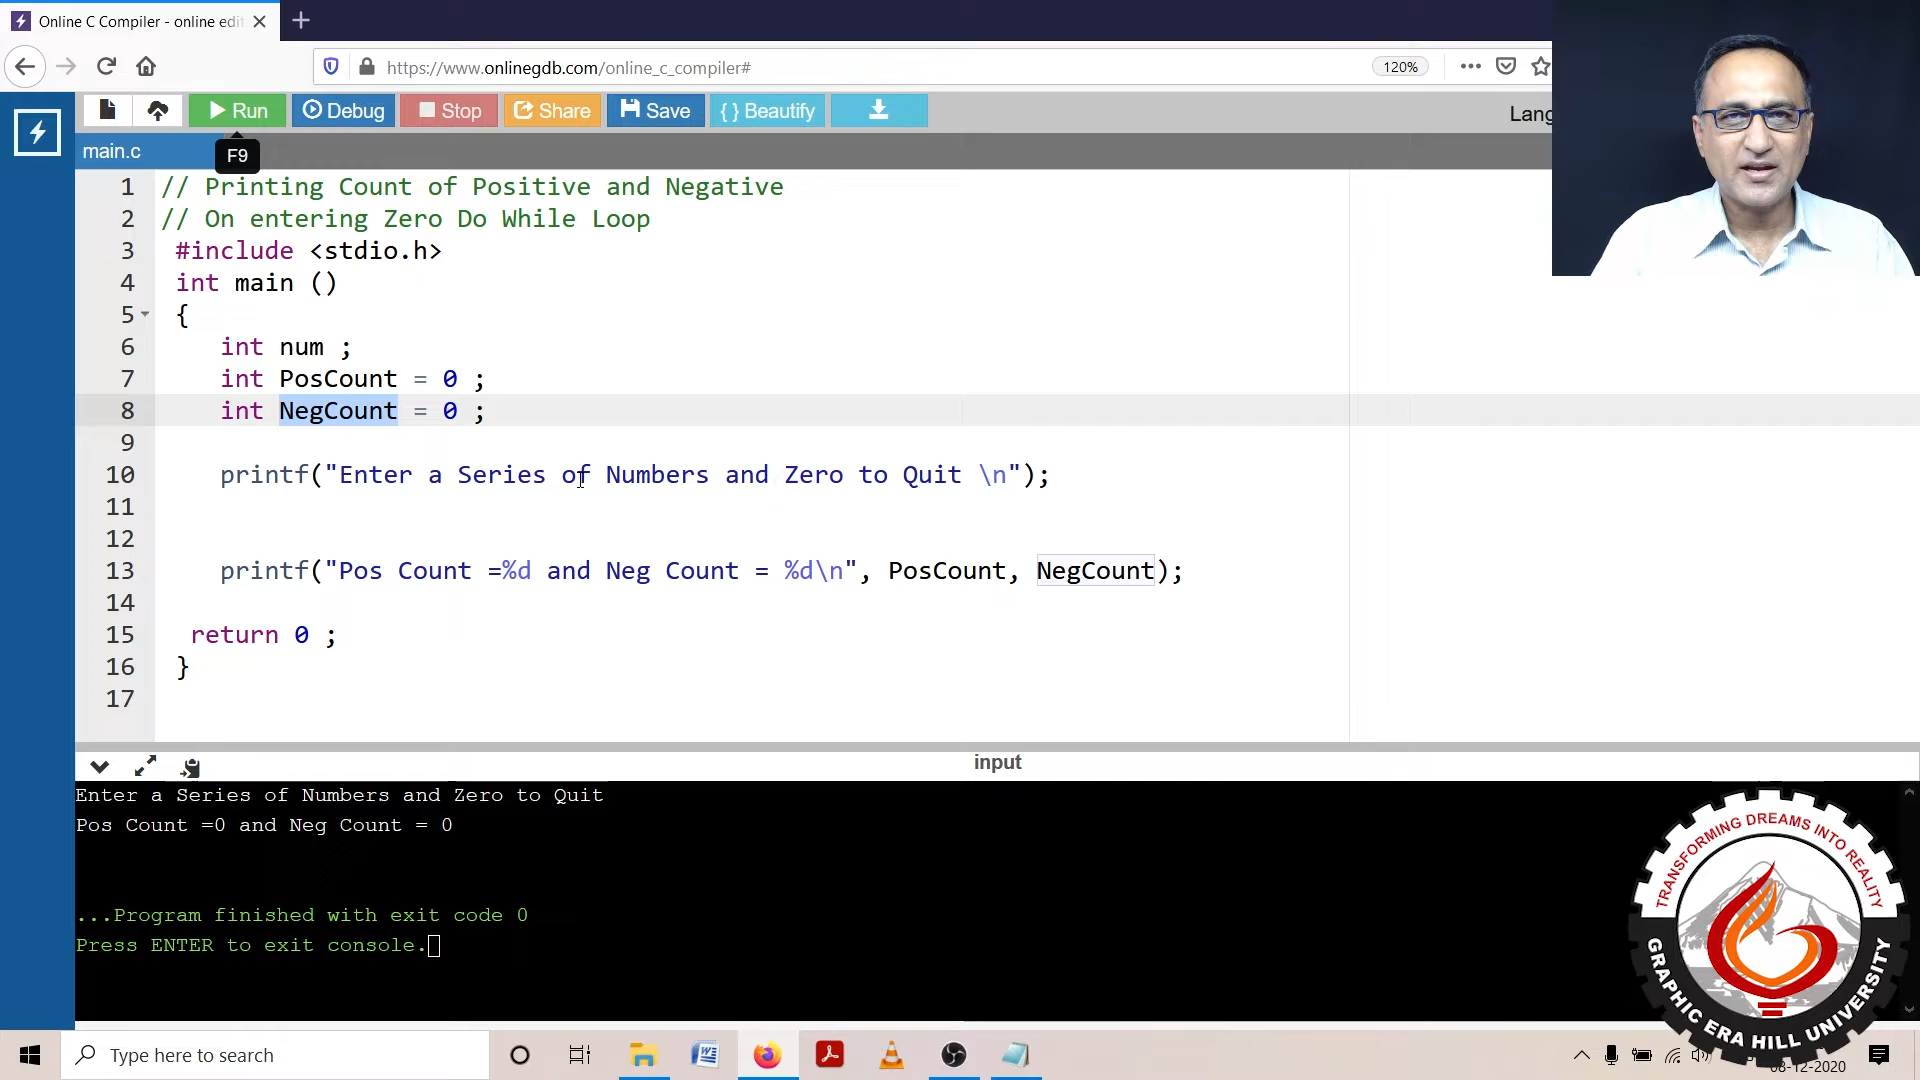 Online C Compiler - online edit
https://www.onlinegdb.com/online_c_compiler#
120%
Run
Debug
Stop
Share
Save
{ } Beautify
Lang
main.c
F9
1 // Printing Count of Positive and Negative
2 // On entering Zero Do While Loop
3 #include <stdio.h>
4 int main ()
5 {
6 int num ;
7 int PosCount = 0 ;
8 int NegCount = 0 ;
9
10 printf("Enter a Series of Numbers and Zero to Quit \n");
11
12
13 printf("Pos Count =%d and Neg Count = %d\n", PosCount, NegCount);
14
15 return 0 ;
16 }
17
input
Enter a Series of Numbers and Zero to Quit
Pos Count =0 and Neg Count = 0
...Program finished with exit code 0
Press ENTER to exit console.
TRANSFORMING DREAMS INTO REALITY
GRAPHIC ERA HILL UNIVERSITY
Type here to search
08-12-2020